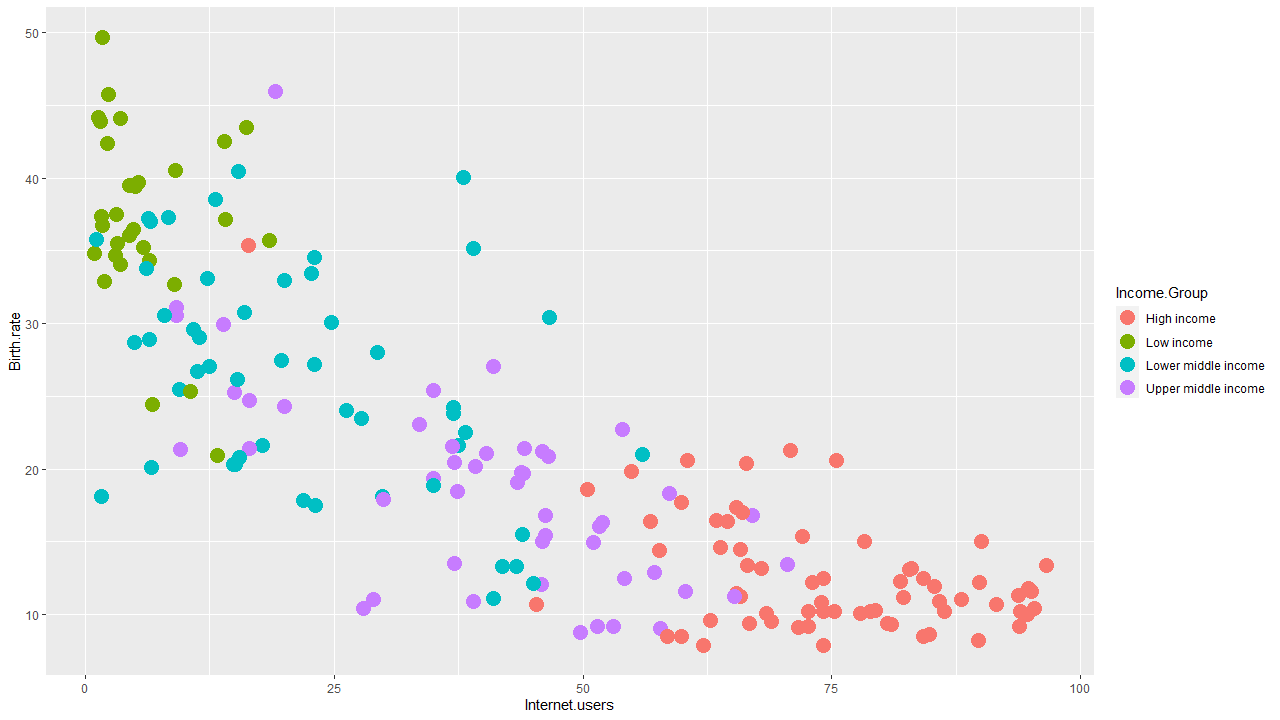 50
40
30
20
10
Birth.rate
0
25
50
75
100
Internet.users
Income.Group
High income
Low income
Lower middle income
Upper middle income